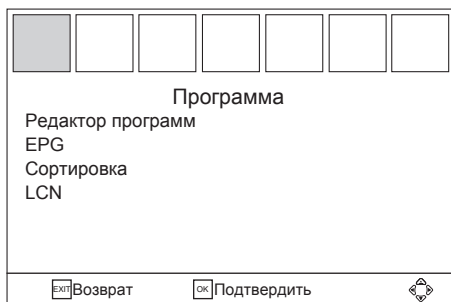 Программа
Редактор программ
EPG
Сортировка
LCN
EXIT Возврат OK Подтвердить